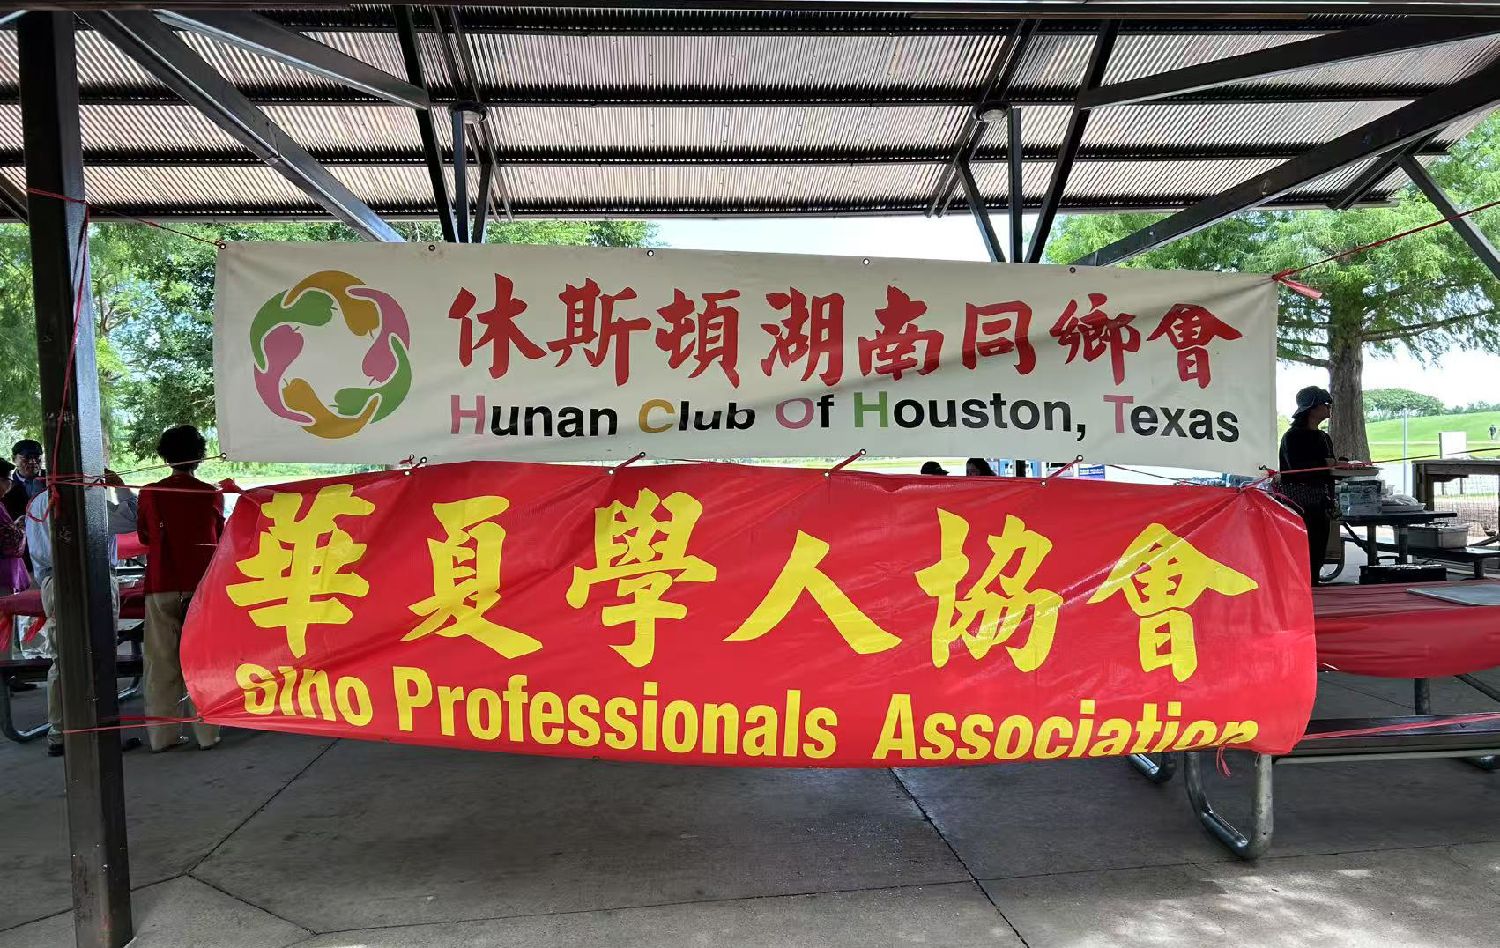 休斯頓湖南同鄉會
Hunan Club Of Houston, Texas
華夏學人協會
Sino Professionals Association